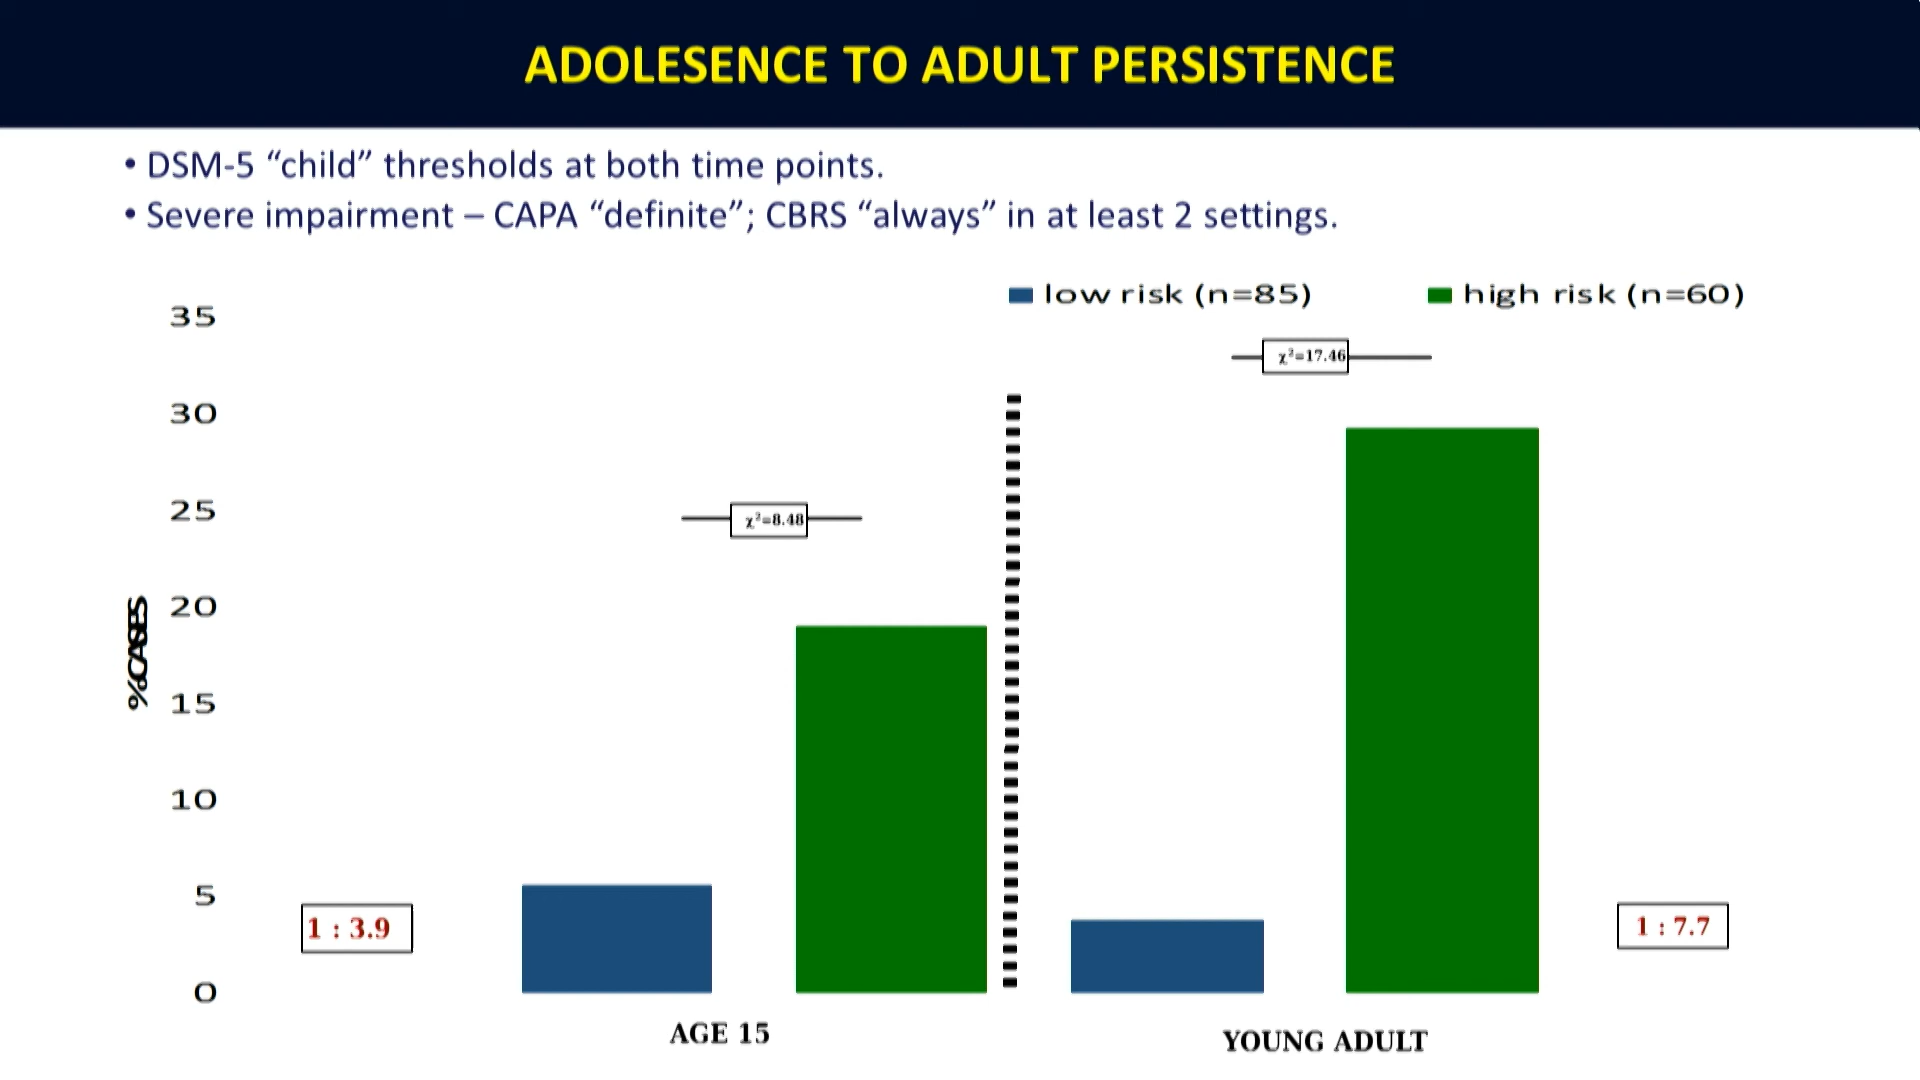 ADOLESENCE TO ADULT PERSISTENCE
• DSM-5 “child” thresholds at both time points.
• Severe impairment – CAPA “definite”; CBRS “always” in at least 2 settings.
low risk (n=85)
high risk (n=60)
35
χ²=17.46
30
25
χ²=8.48
20
%CASES
15
10
5
1 : 3.9
1 : 7.7
0
AGE 15
YOUNG ADULT